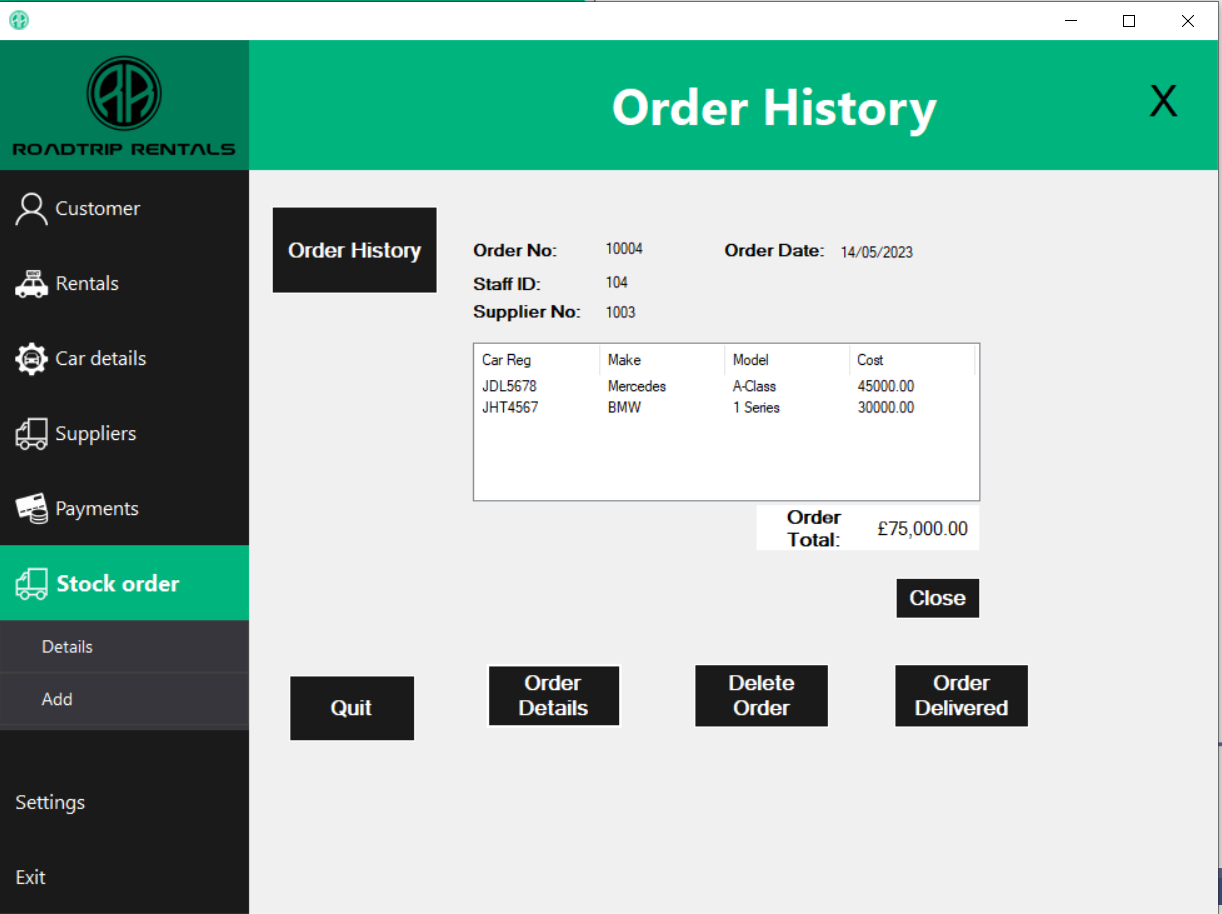 Order History
X
ROADTRIP RENTALS
Customer
Rentals
Car details
Suppliers
Payments
Stock order
Details
Add
Settings
Exit
Order History
Order No: 10004 Order Date: 14/05/2023
Staff ID: 104
Supplier No: 1003
Car Reg Make Model Cost
JDL5678 Mercedes A-Class 45000.00
JHT4567 BMW 1 Series 30000.00
Order
Total: £75,000.00
Close
Quit
Order
Details
Delete
Order
Order
Delivered